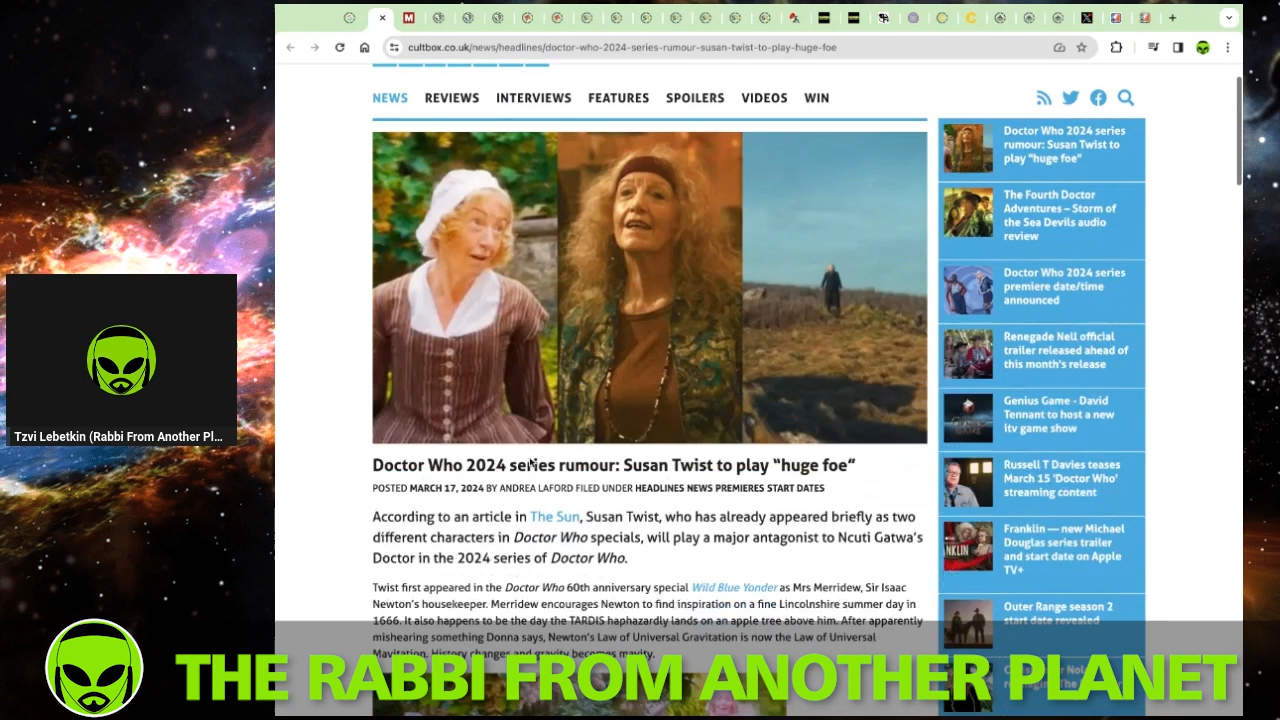 cultbox.co.uk/news/headlines/doctor-who-2024-series-rumour-susan-twist-to-play-huge-foe
NEWS REVIEWS INTERVIEWS FEATURES SPOILERS VIDEOS WIN
Doctor Who 2024 series rumour: Susan Twist to play “huge foe”
POSTED MARCH 17, 2024 BY ANDREA LAFORD FILED UNDER HEADLINES NEWS PREMIERES START DATES
According to an article in The Sun, Susan Twist, who has already appeared briefly as two
different characters in Doctor Who specials, will play a major antagonist to Ncuti Gatwa’s
Doctor in the 2024 series of Doctor Who.
Twist first appeared in the Doctor Who 60th anniversary special Wild Blue Yonder as Mrs Merridew, Sir Isaac
Newton’s housekeeper. Merridew encourages Newton to find inspiration on a fine Lincolnshire summer day in
1666. It also happens to be the day the TARDIS haphazardly lands on an apple tree above him. After apparently
mishearing something Donna says, Newton’s Law of Universal Gravitation is now the Law of Universal
Mavitation. History changes and gravity becomes mavity.
Doctor Who 2024 series
rumour: Susan Twist to
play "huge foe"
The Fourth Doctor
Adventures – Storm of
the Sea Devils audio
review
Doctor Who 2024 series
premiere date/time
announced
Renegade Nell official
trailer released ahead of
this month's release
Genius Game - David
Tennant to host a new
itv game show
Russell T Davies teases
March 15 'Doctor Who'
streaming content
Franklin — new Michael
Douglas series trailer
and start date on Apple
TV+
Outer Range season 2
start date revealed
Tzvi Lebetkin (Rabbi From Another Pl...
THE RABBI FROM ANOTHER PLANET